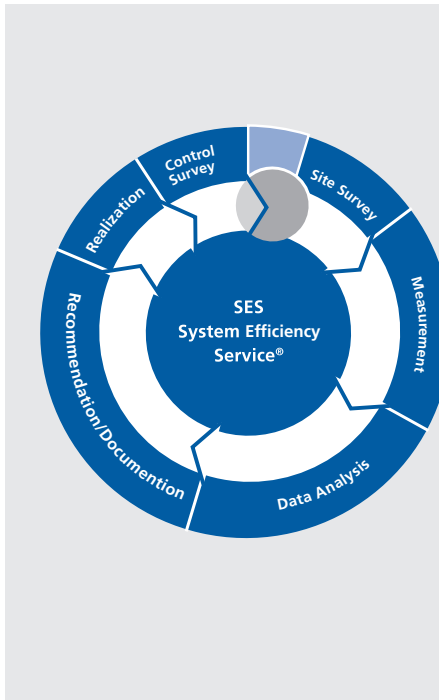 Control
Survey
Site Survey
Realization
Measurement
SES
System Efficiency
Service®
Recommendation/Documention
Data Analysis